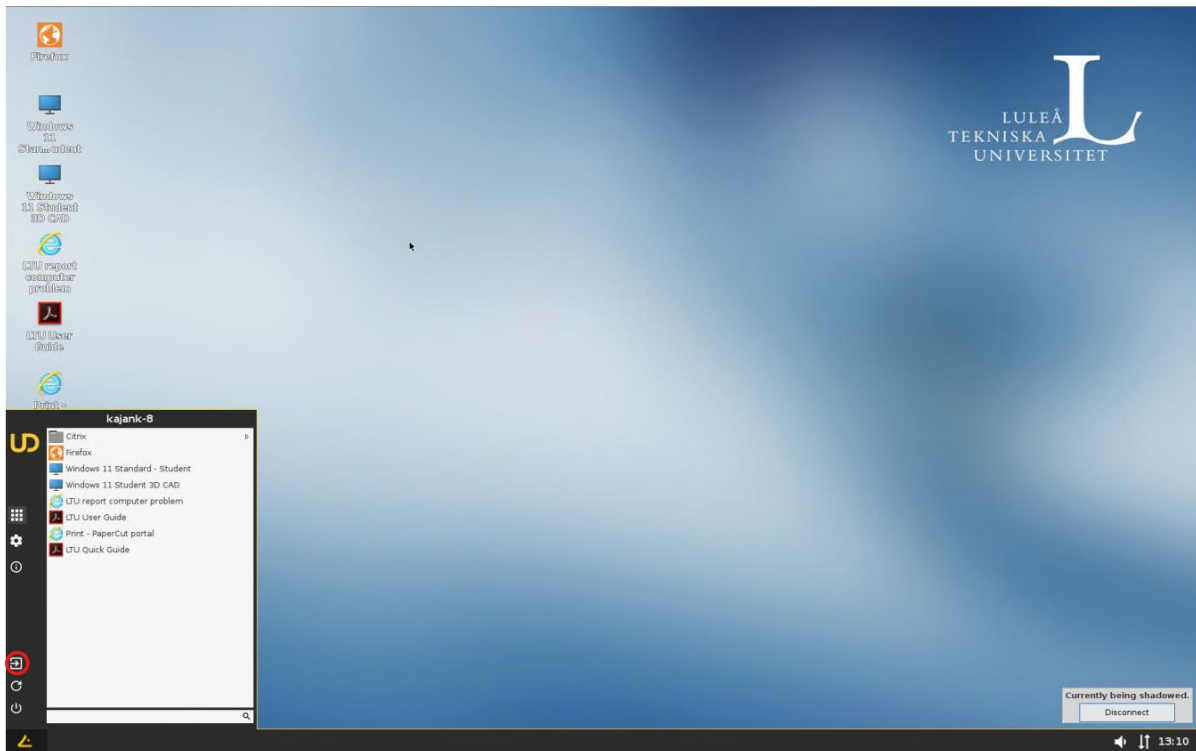 Firefox
Windows
11
Stan... udent
Windows
11 Student
3D CAD
LTU report
computer
problem
LTU User
Guide
Print -
LULEÅ
TEKNISKA
UNIVERSITET
L
kajank-8
UD
Citrix
Firefox
Windows 11 Standard - Student
Windows 11 Student 3D CAD
LTU report computer problem
LTU User Guide
Print - PaperCut portal
LTU Quick Guide
Currently being shadowed.
Disconnect
13:10